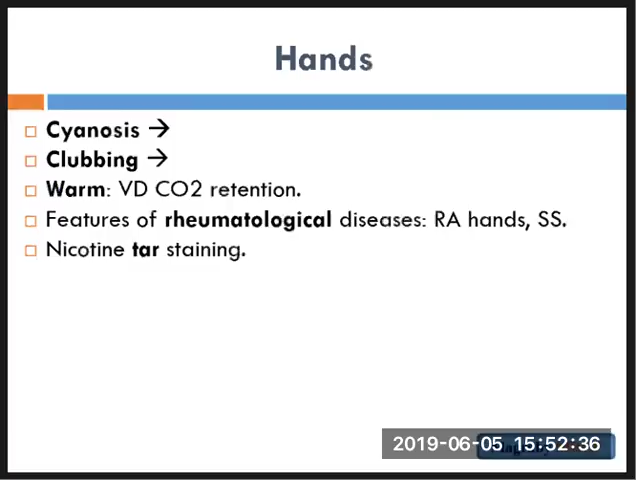 Hands
Cyanosis →
Clubbing →
Warm: VD CO2 retention.
Features of rheumatological diseases: RA hands, SS.
Nicotine tar staining.
2019-06-05 15:52:36